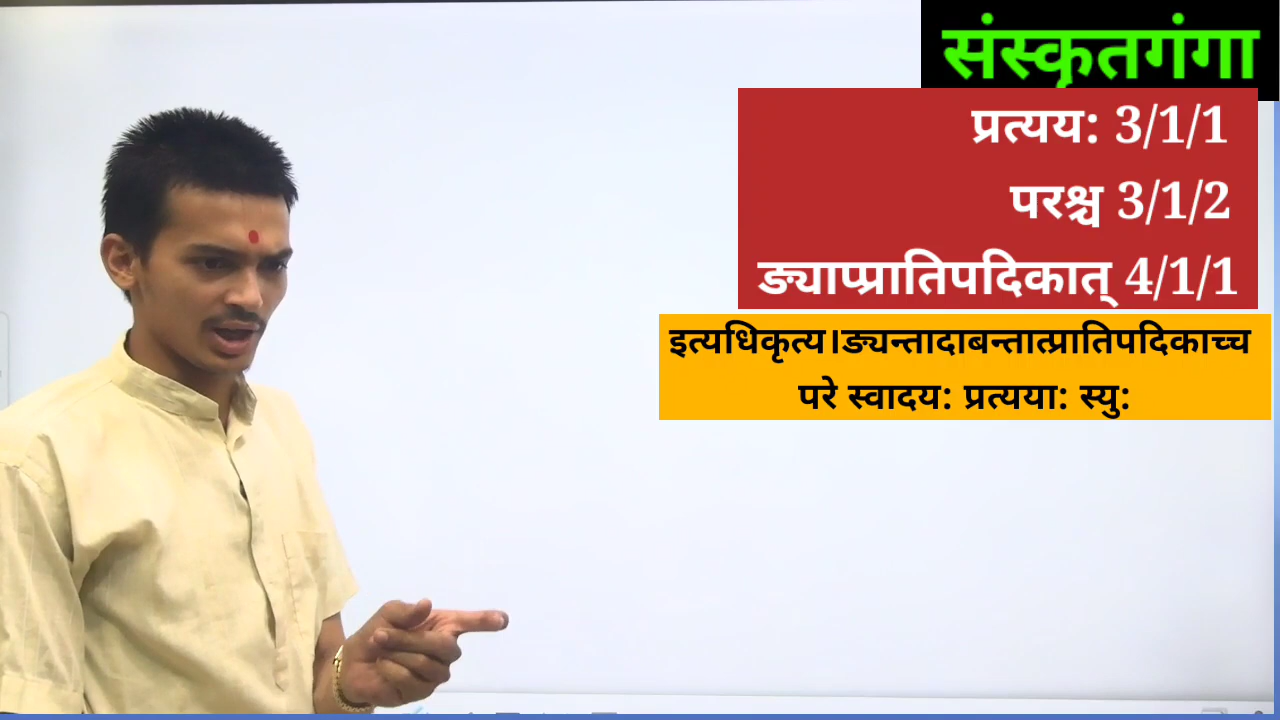 संस्कृतगंगा
प्रत्यय: 3/1/1
परश्च 3/1/2
ङ्याप्प्रातिपदिकात् 4/1/1
इत्यधिकृत्य।ङ्यन्तादाबन्तात्प्रातिपदिकाच्च
परे स्वादय: प्रत्यया: स्यु: